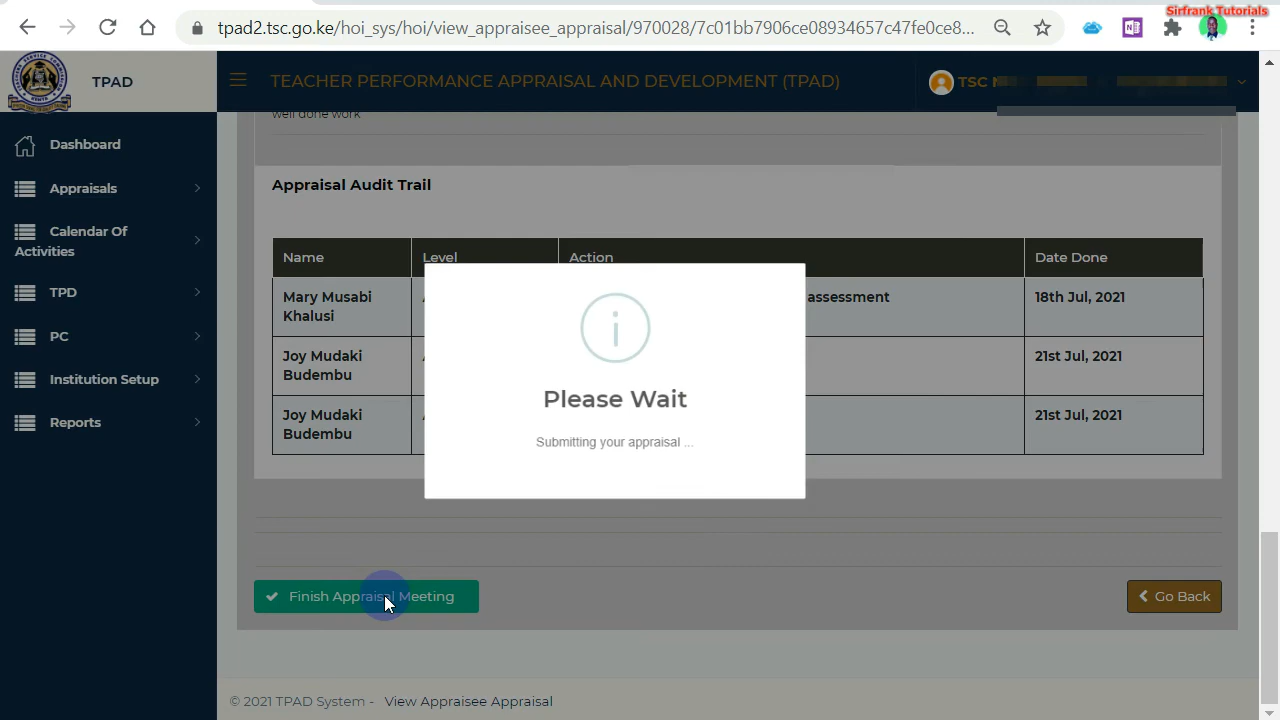 Sirfrank Tutorials
tpad2.tsc.go.ke/hoi_sys/hoi/view_appraisee_appraisal/970028/7c01bb7906ce08934657c47fe0ce8...
TPAD
TEACHER PERFORMANCE APPRAISAL AND DEVELOPMENT (TPAD)
TSC
Dashboard
Appraisals
Calendar Of
Activities
TPD
PC
Institution Setup
Reports
well done work
Appraisal Audit Trail
Name Level Action Date Done
Mary Musabi
Khalusi
assessment
18th Jul, 2021
Joy Mudaki
Budembu
21st Jul, 2021
Joy Mudaki
Budembu
21st Jul, 2021
Please Wait
Submitting your appraisal ...
Finish Appraisal Meeting
Go Back
© 2021 TPAD System - View Appraisee Appraisal